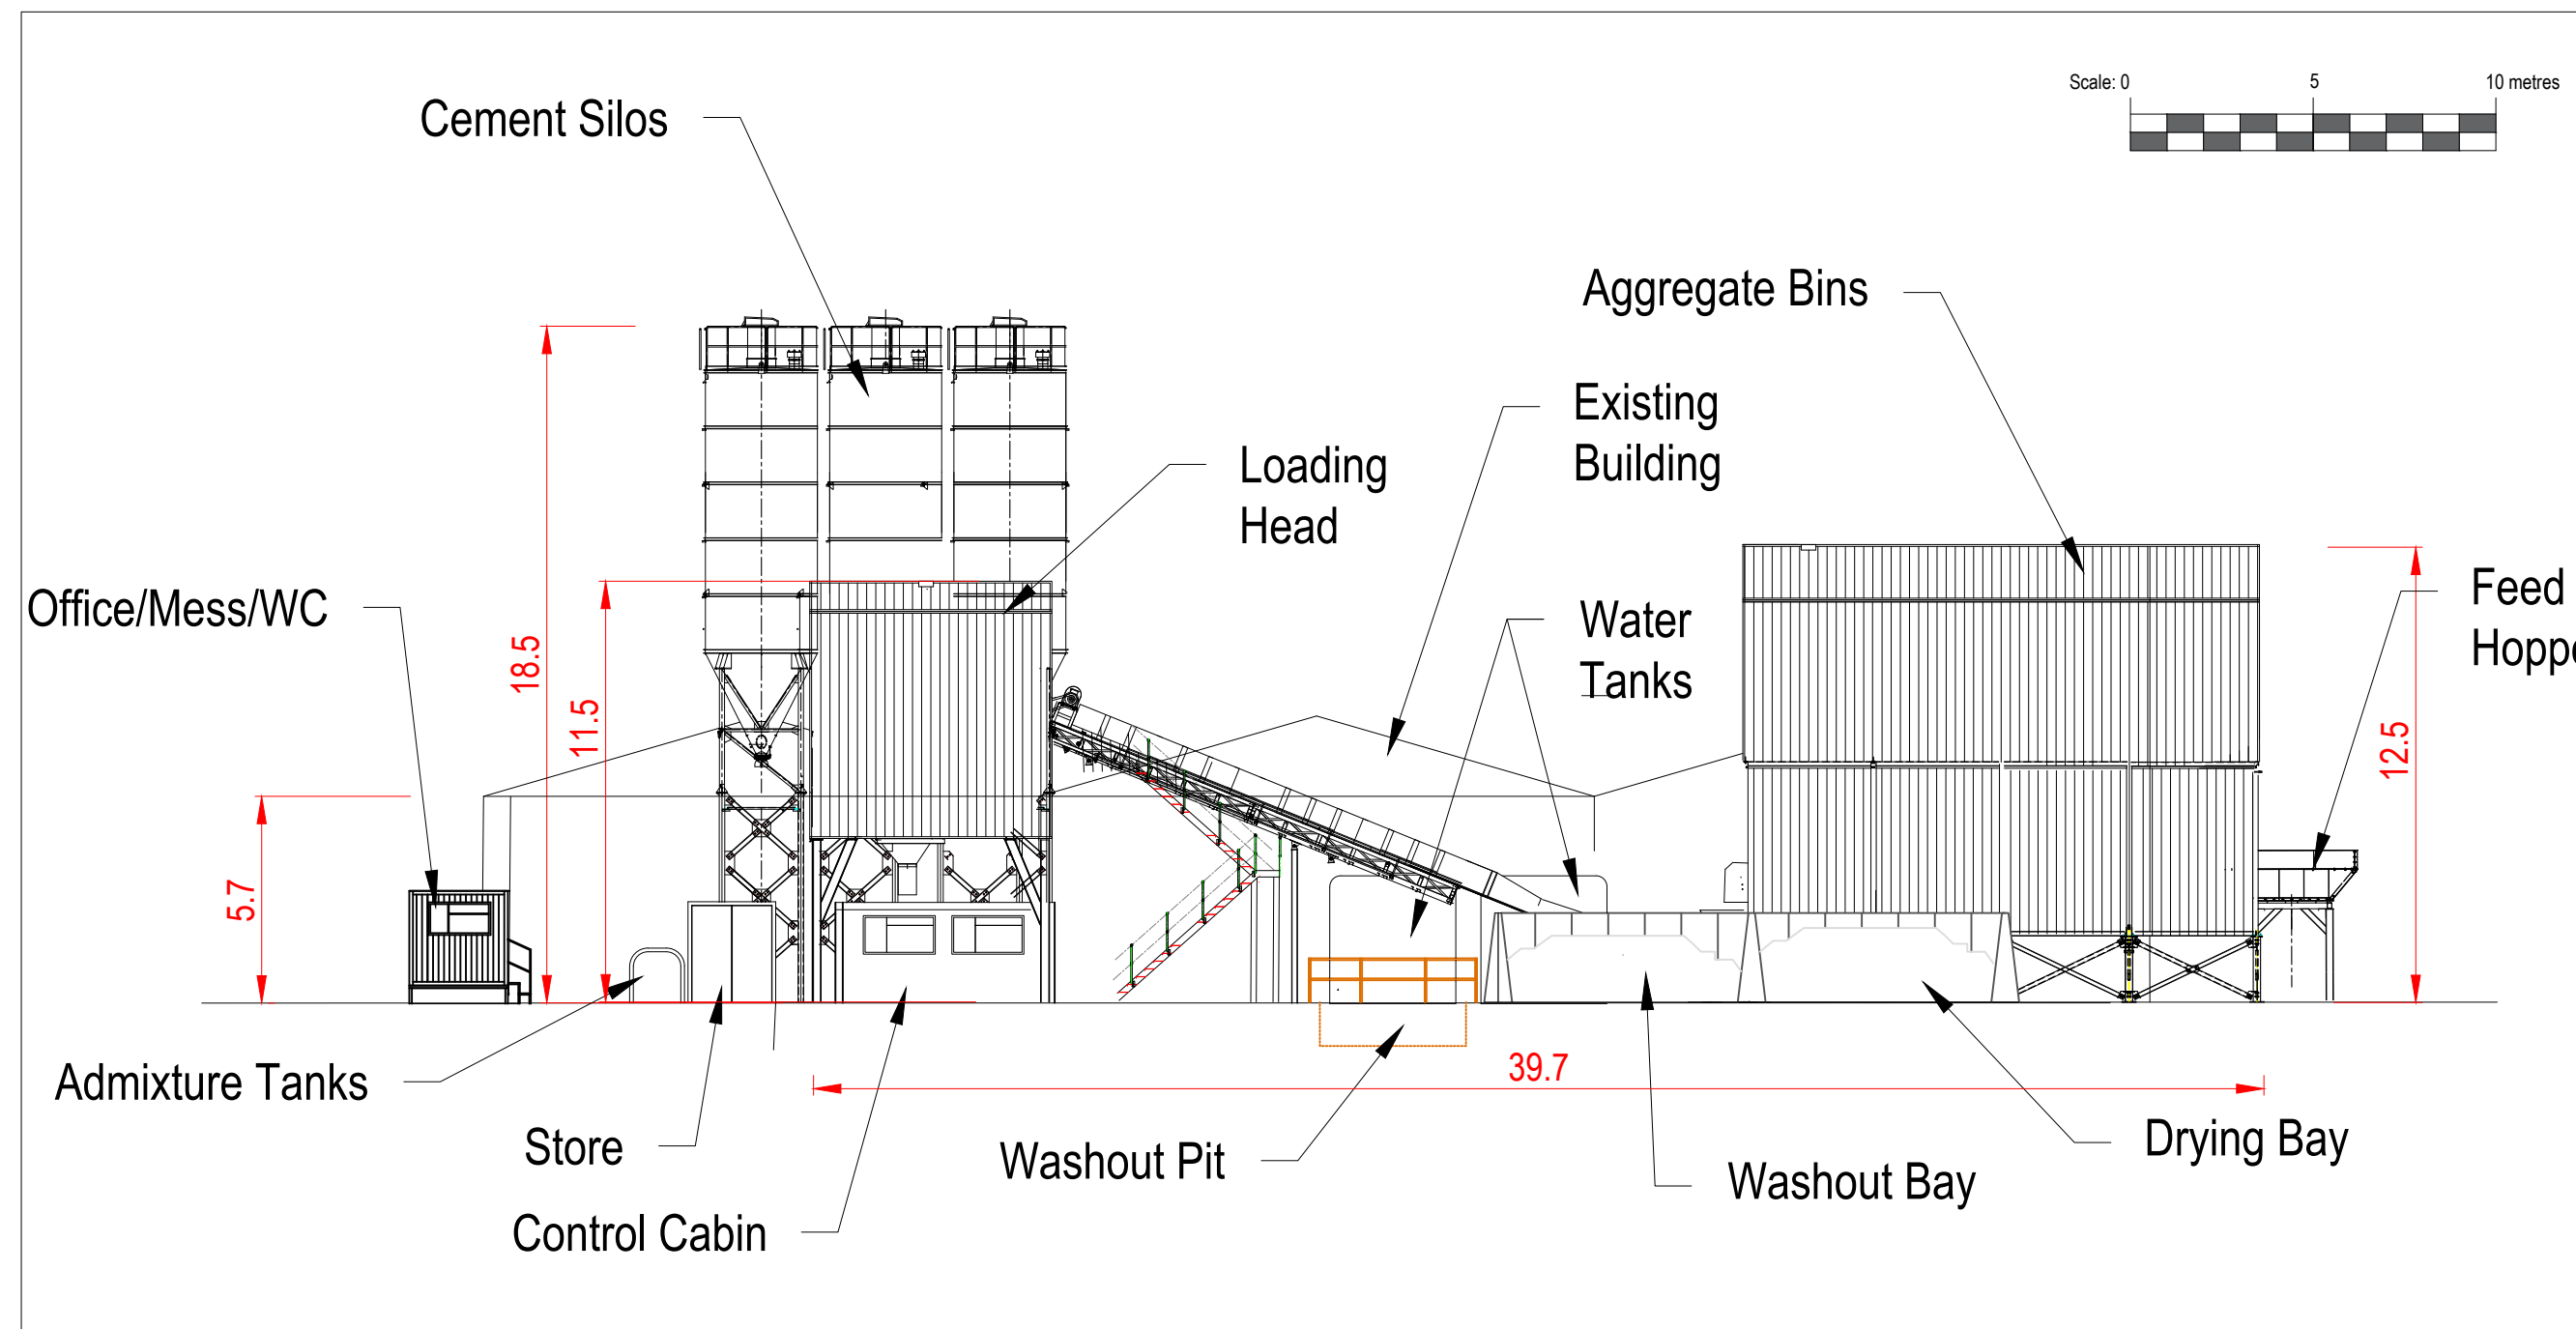 Scale: 0 5 10 metres
Cement Silos
Aggregate Bins
Existing
Building
Loading
Head
Feed
Office/Mess/WC
Water
Tanks
18.5
11.5
12.5
5.7
39.7
Admixture Tanks
Store
Washout Pit
Drying Bay
Washout Bay
Control Cabin